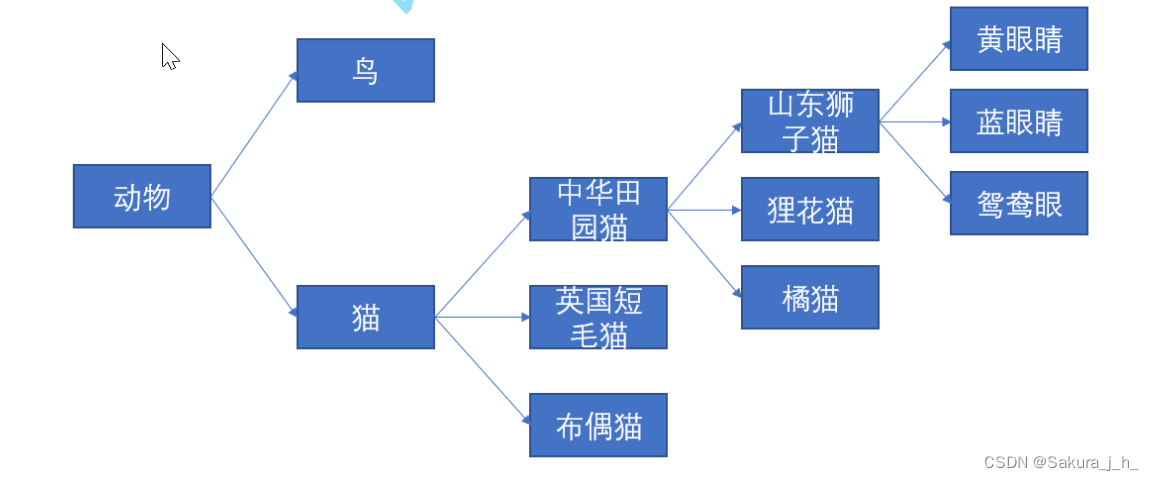 动物
鸟
猫
中华田
园猫
英国短
毛猫
布偶猫
山东狮
子猫
狸花猫
橘猫
黄眼睛
蓝眼睛
鸳鸯眼
CSDN @Sakura_j_h_